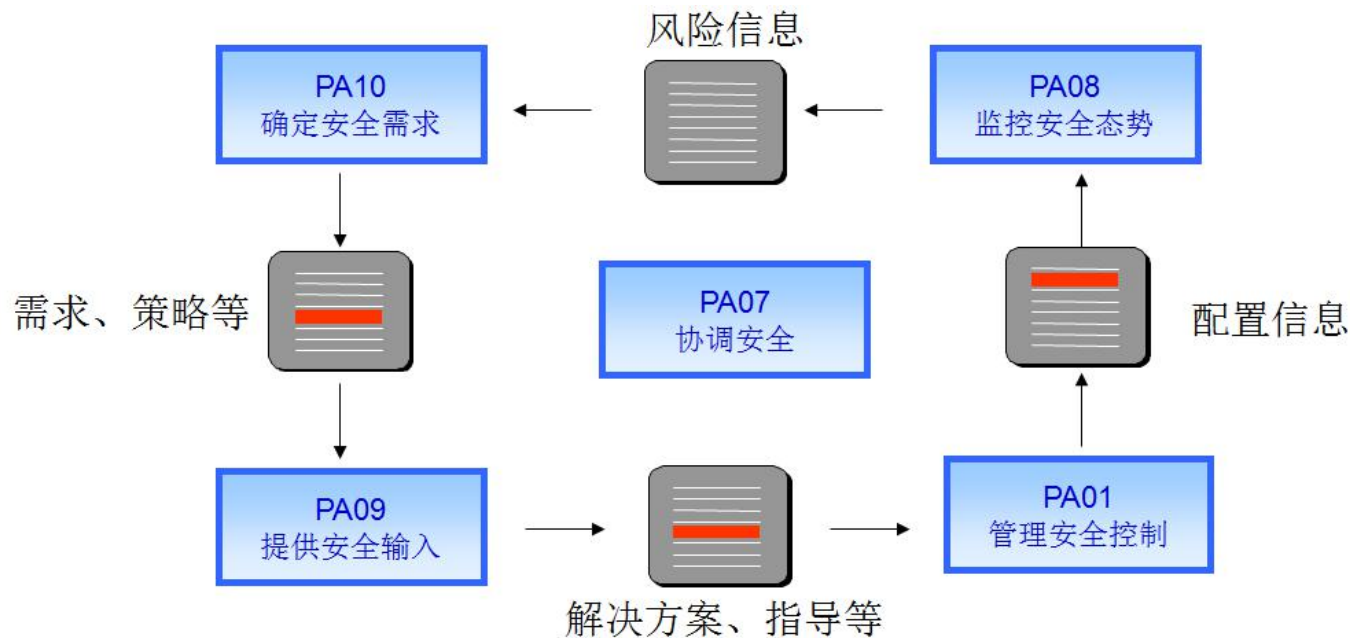 风险信息
PA10
确定安全需求
PA08
监控安全态势
需求、策略等
PA07
协调安全
配置信息
PA09
提供安全输入
PA01
管理安全控制
解决方案、指导等